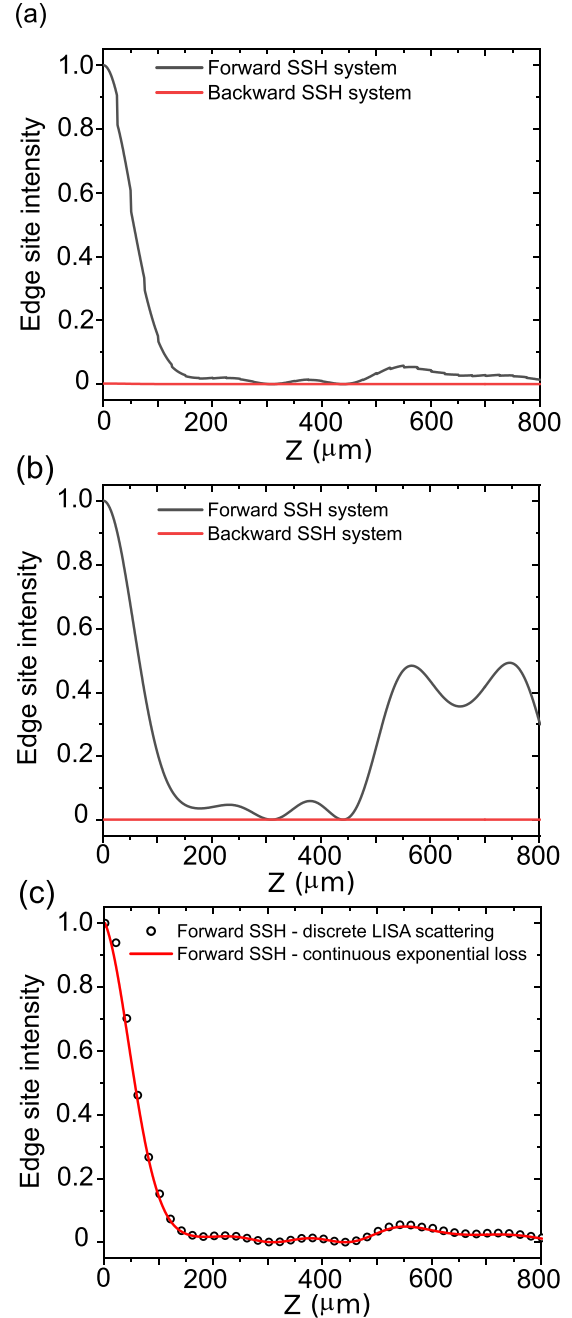 (a)
Forward SSH system
Backward SSH system
1.0
0.8
0.6
0.4
0.2
0
Edge site intensity
0 200 400 600 800
Z (μm)
(b)
Forward SSH system
Backward SSH system
1.0
0.8
0.6
0.4
0.2
0
Edge site intensity
0 200 400 600 800
Z (μm)
(c)
Forward SSH - discrete LISA scattering
Forward SSH - continuous exponential loss
1.0
0.8
0.6
0.4
0.2
0
Edge site intensity
0 200 400 600 800
Z (μm)